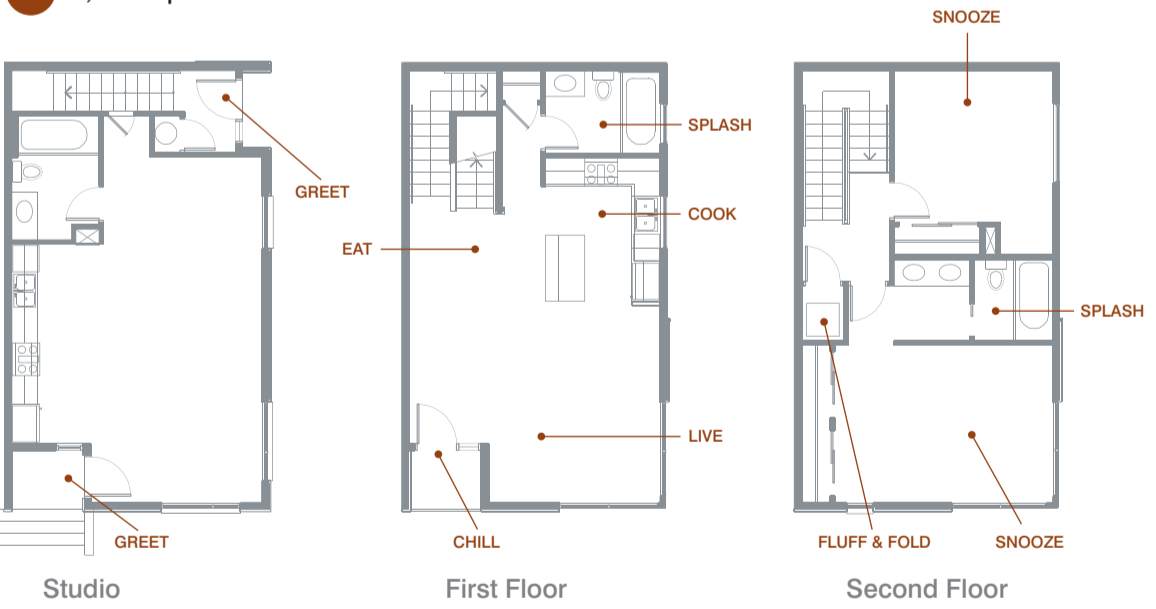 SNOOZE
SPLASH
GREET
COOK
EAT
SPLASH
LIVE
GREET
CHILL
FLUFF & FOLD
SNOOZE
Studio
First Floor
Second Floor